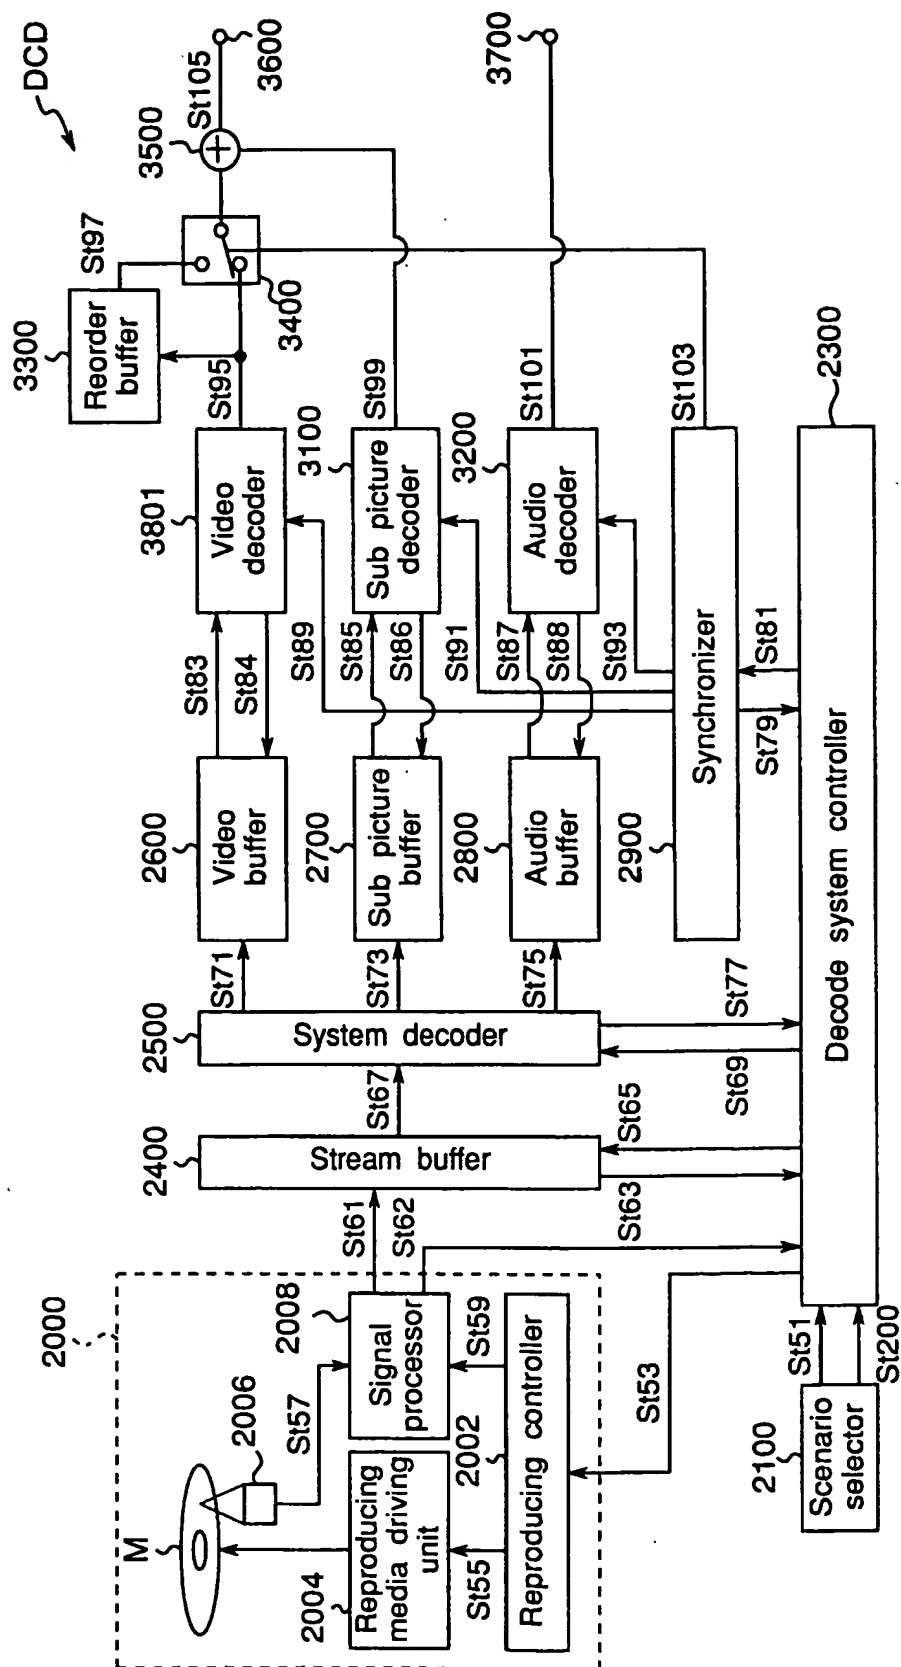 DCD
2000
M
2006
St57
2004
Reproducing
media driving
unit
2008
Signal
processor
St55
2002
St59
Reproducing controller
St53
2100
Scenario
selector
St51
St200
St61
St62
2400
Stream buffer
St63
St65
St67
2500
System decoder
St69
St77
St71
St73
St75
2600
Video
buffer
2700
Sub picture
buffer
2800
Audio
buffer
2900
Synchronizer
St79
St81
2300
Decode system controller
St83
St84
St89
St85
St86
St91
St87
St88
St93
3801
Video
decoder
3100
Sub picture
decoder
3200
Audio
decoder
St95
St99
St101
St103
3300
Reorder
buffer
St97
3400
3500
St105
3600
3700